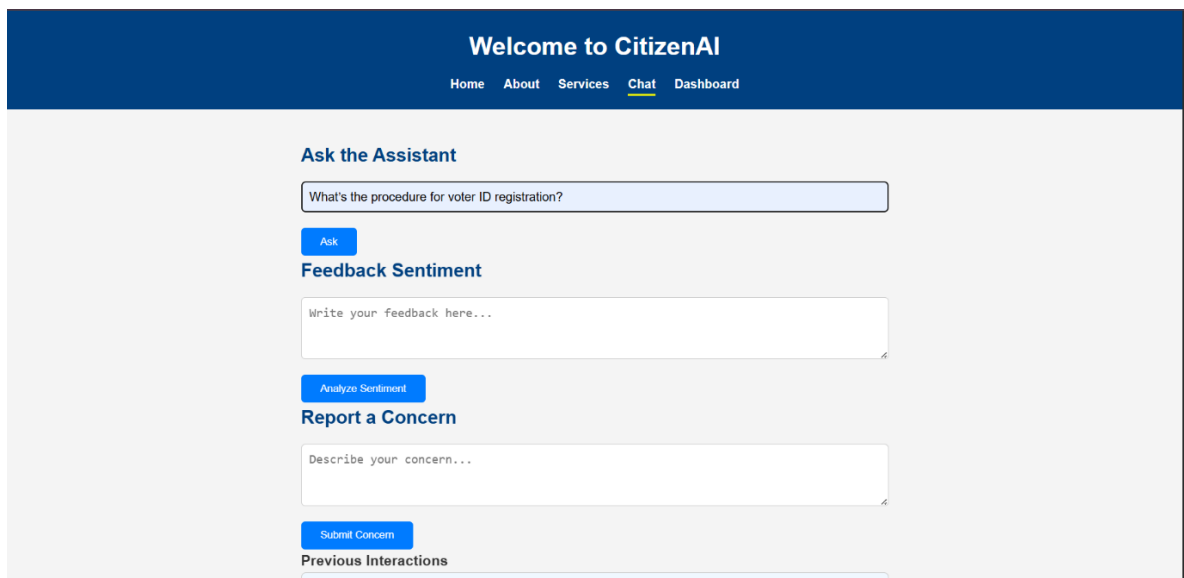 Welcome to CitizenAI
Home About Services Chat Dashboard
Ask the Assistant
What's the procedure for voter ID registration?
Ask
Feedback Sentiment
Write your feedback here...
Analyze Sentiment
Report a Concern
Describe your concern...
Submit Concern
Previous Interactions